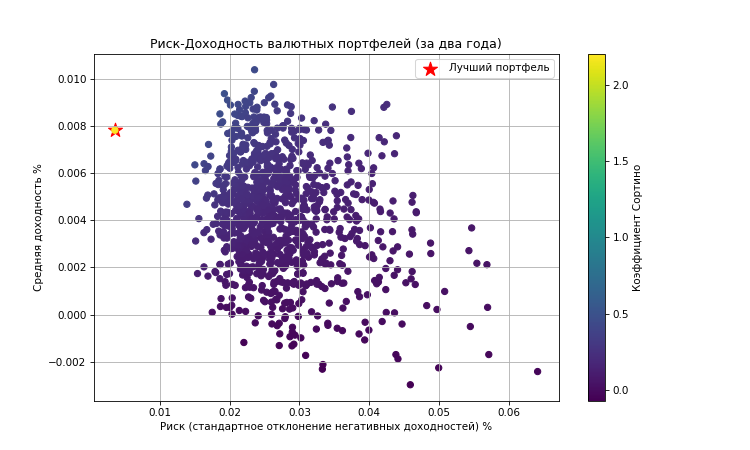 Риск-Доходность валютных портфелей (за два года)
Лучший портфель
Средняя доходность %
0.010
0.008
0.006
0.004
0.002
0.000
−0.002
0.01 0.02 0.03 0.04 0.05 0.06
Риск (стандартное отклонение негативных доходностей) %
2.0
1.5
1.0
0.5
0.0
Коэффициент Сортино